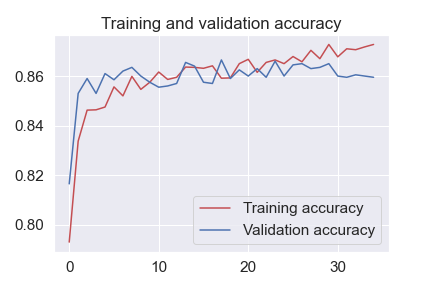 Training and validation accuracy
0.86
0.84
0.82
0.80
Training accuracy
Validation accuracy
0 10 20 30